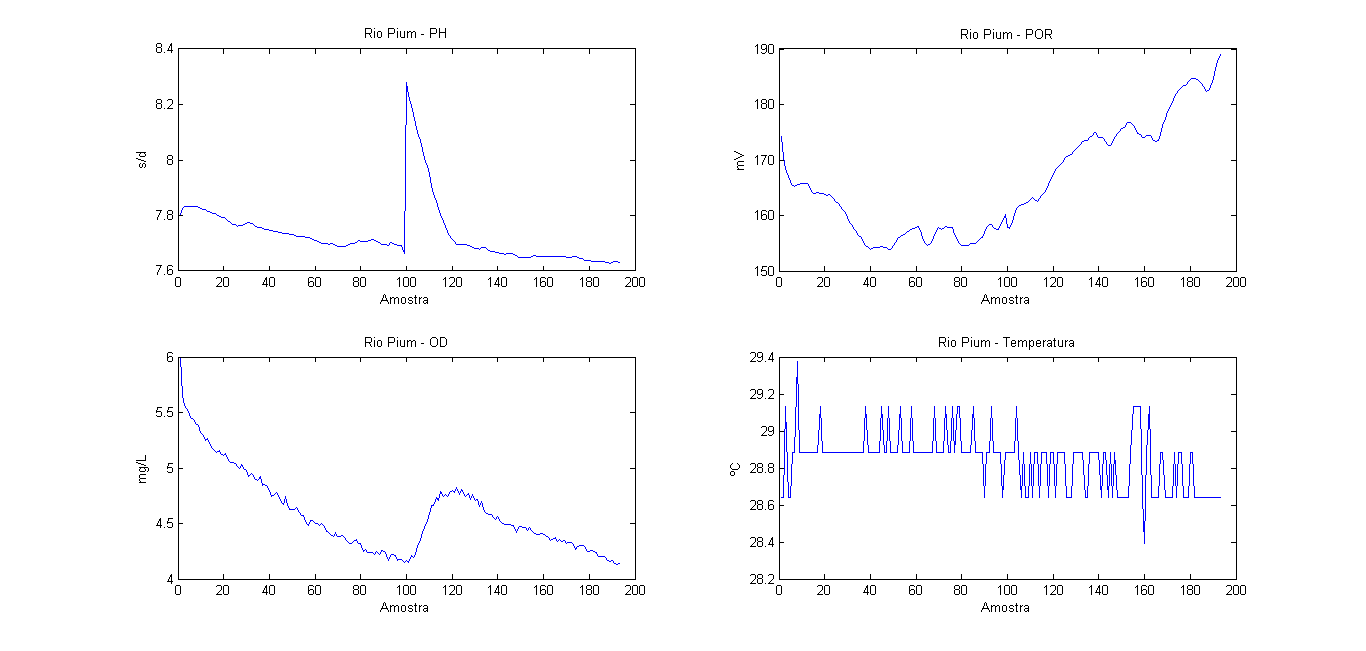 Rio Pium - PH
8.4
8.2
8
7.8
7.6
s/d
0 20 40 60 80 100 120 140 160 180 200
Amostra
Rio Pium - POR
190
180
170
160
150
mV
0 20 40 60 80 100 120 140 160 180 200
Amostra
Rio Pium - OD
6
5.5
5
4.5
4
mg/L
0 20 40 60 80 100 120 140 160 180 200
Amostra
Rio Pium - Temperatura
29.4
29.2
29
28.8
28.6
28.4
28.2
ºC
0 20 40 60 80 100 120 140 160 180 200
Amostra